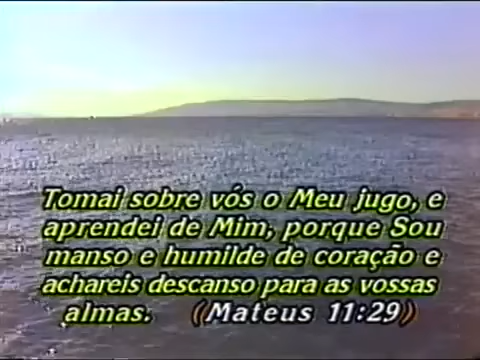 Tomai sobre vós o Meu jugo, e
aprendei de Mim, porque Sou
manso e humilde de coração e
achareis descanso para as vossas
almas. (Mateus 11:29)